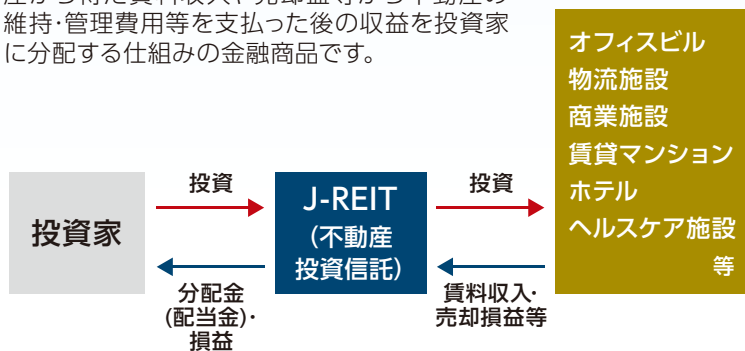 維持・管理費用等を支払った後の収益を投資家
に分配する仕組みの金融商品です。
オフィスビル
物流施設
商業施設
賃貸マンション
ホテル
ヘルスケア施設
等
投資家
投資
分配金
(配当金)・
損益
J-REIT
(不動産
投資信託)
投資
賃料収入・
売却損益等